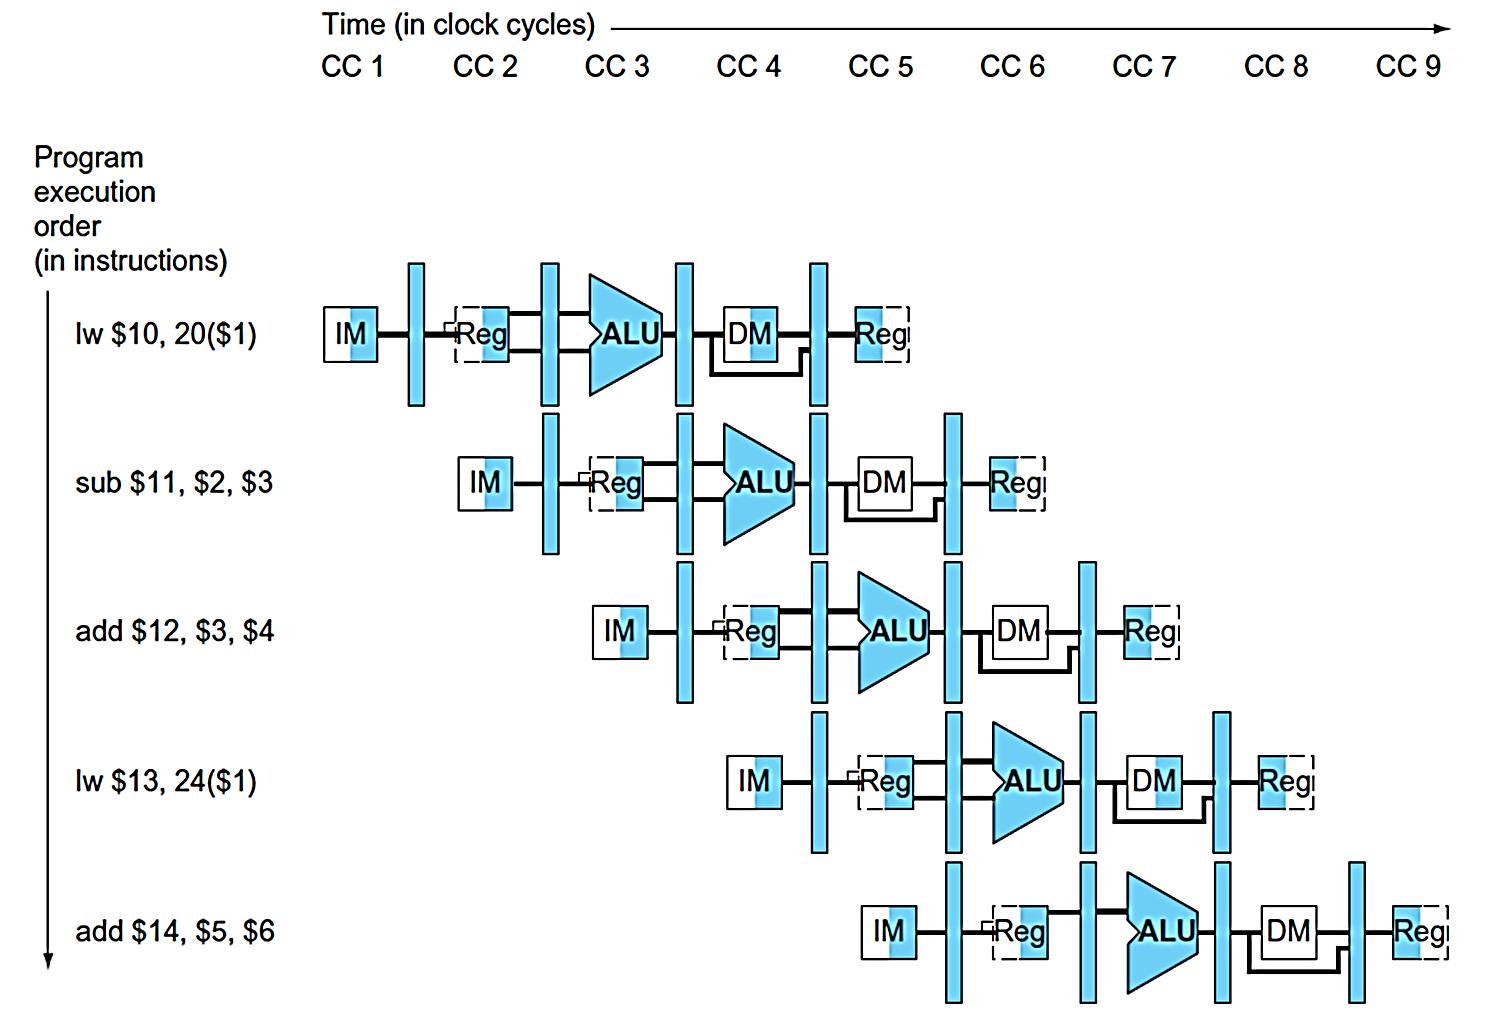 Time (in clock cycles)
CC 1 CC 2 CC 3 CC 4 CC 5 CC 6 CC 7 CC 8 CC 9
Program
execution
order
(in instructions)
lw $10, 20($1) IM Reg ALU DM Reg
sub $11, $2, $3 IM Reg ALU DM Reg
add $12, $3, $4 IM Reg ALU DM Reg
lw $13, 24($1) IM Reg ALU DM Reg
add $14, $5, $6 IM Reg ALU DM Reg